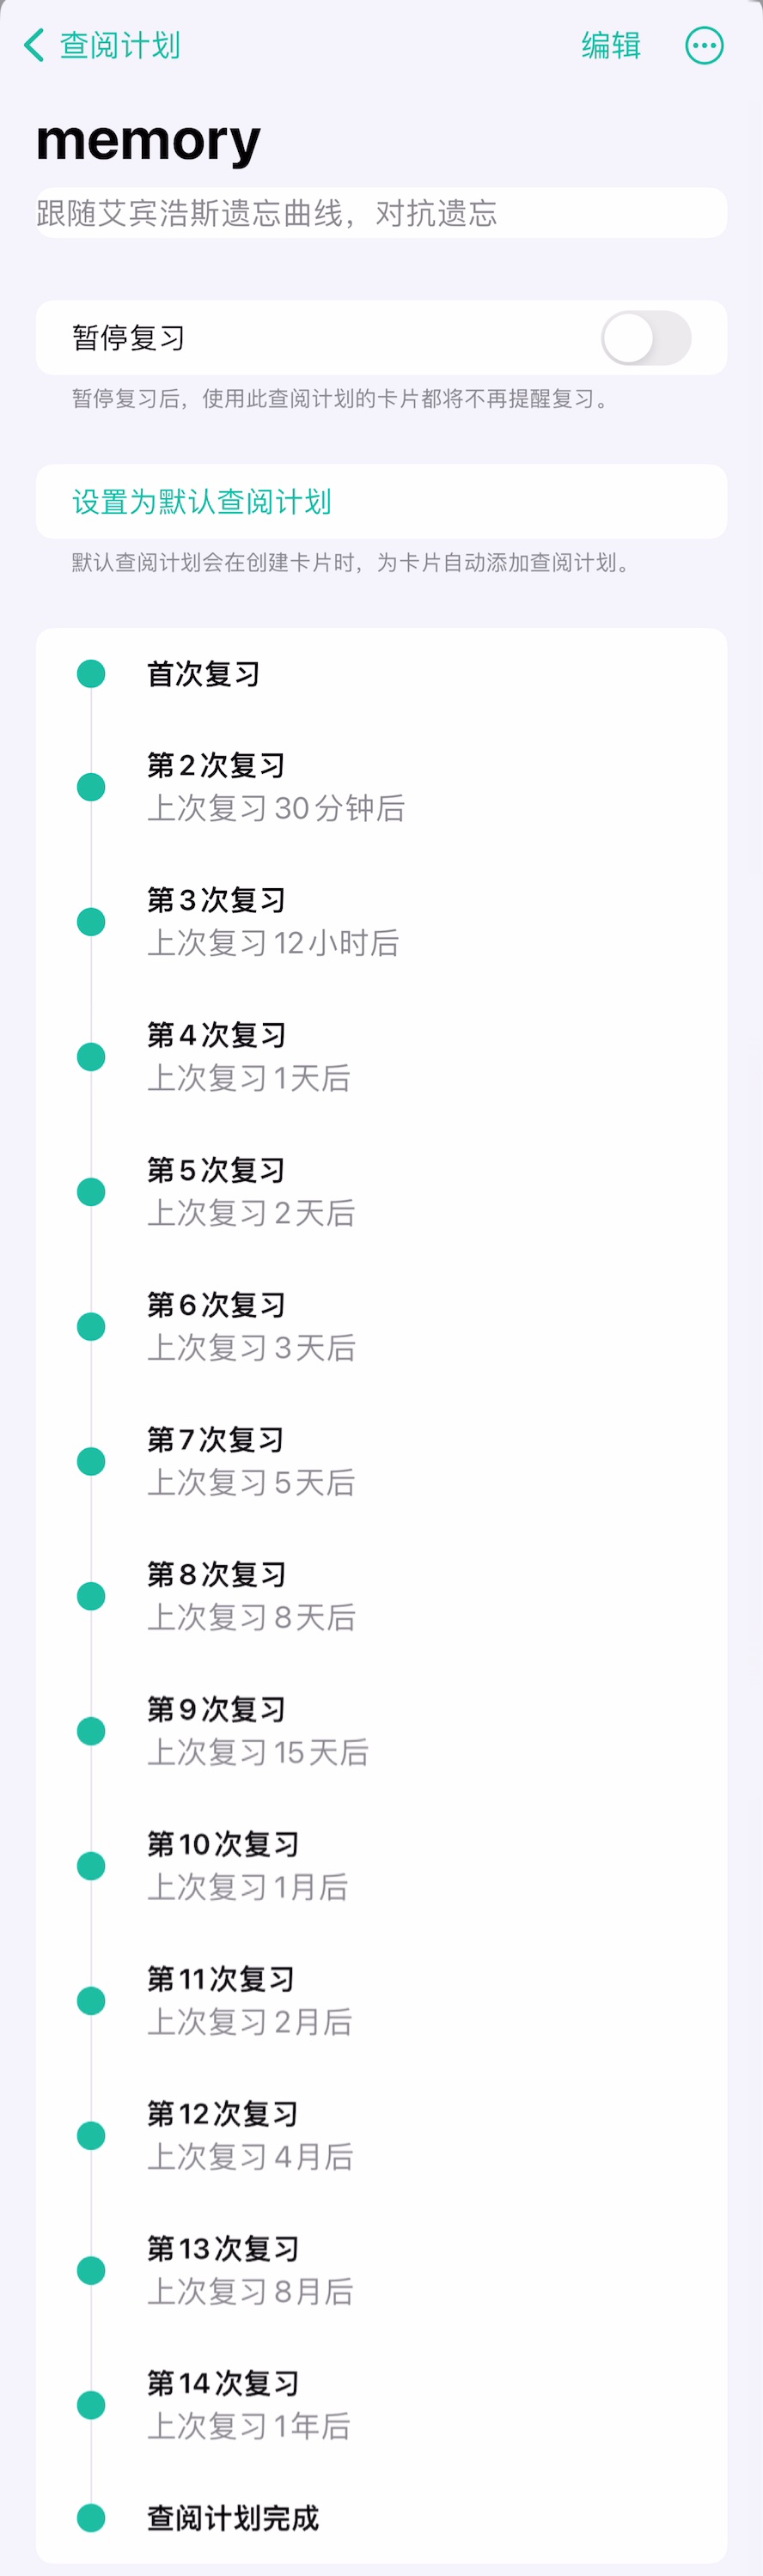 查阅计划 编辑
memory
跟随艾宾浩斯遗忘曲线，对抗遗忘
暂停复习
暂停复习后，使用此查阅计划的卡片都将不再提醒复习。
设置为默认查阅计划
默认查阅计划会在创建卡片时，为卡片自动添加查阅计划。
首次复习
第2次复习
上次复习 30 分钟后
第3次复习
上次复习 12小时后
第4次复习
上次复习 1天后
第5次复习
上次复习 2天后
第6次复习
上次复习 3天后
第7次复习
上次复习 5天后
第8次复习
上次复习 8天后
第9次复习
上次复习 15天后
第10次复习
上次复习 1月后
第11次复习
上次复习 2月后
第12次复习
上次复习 4月后
第13次复习
上次复习 8月后
第14次复习
上次复习 1年后
查阅计划完成